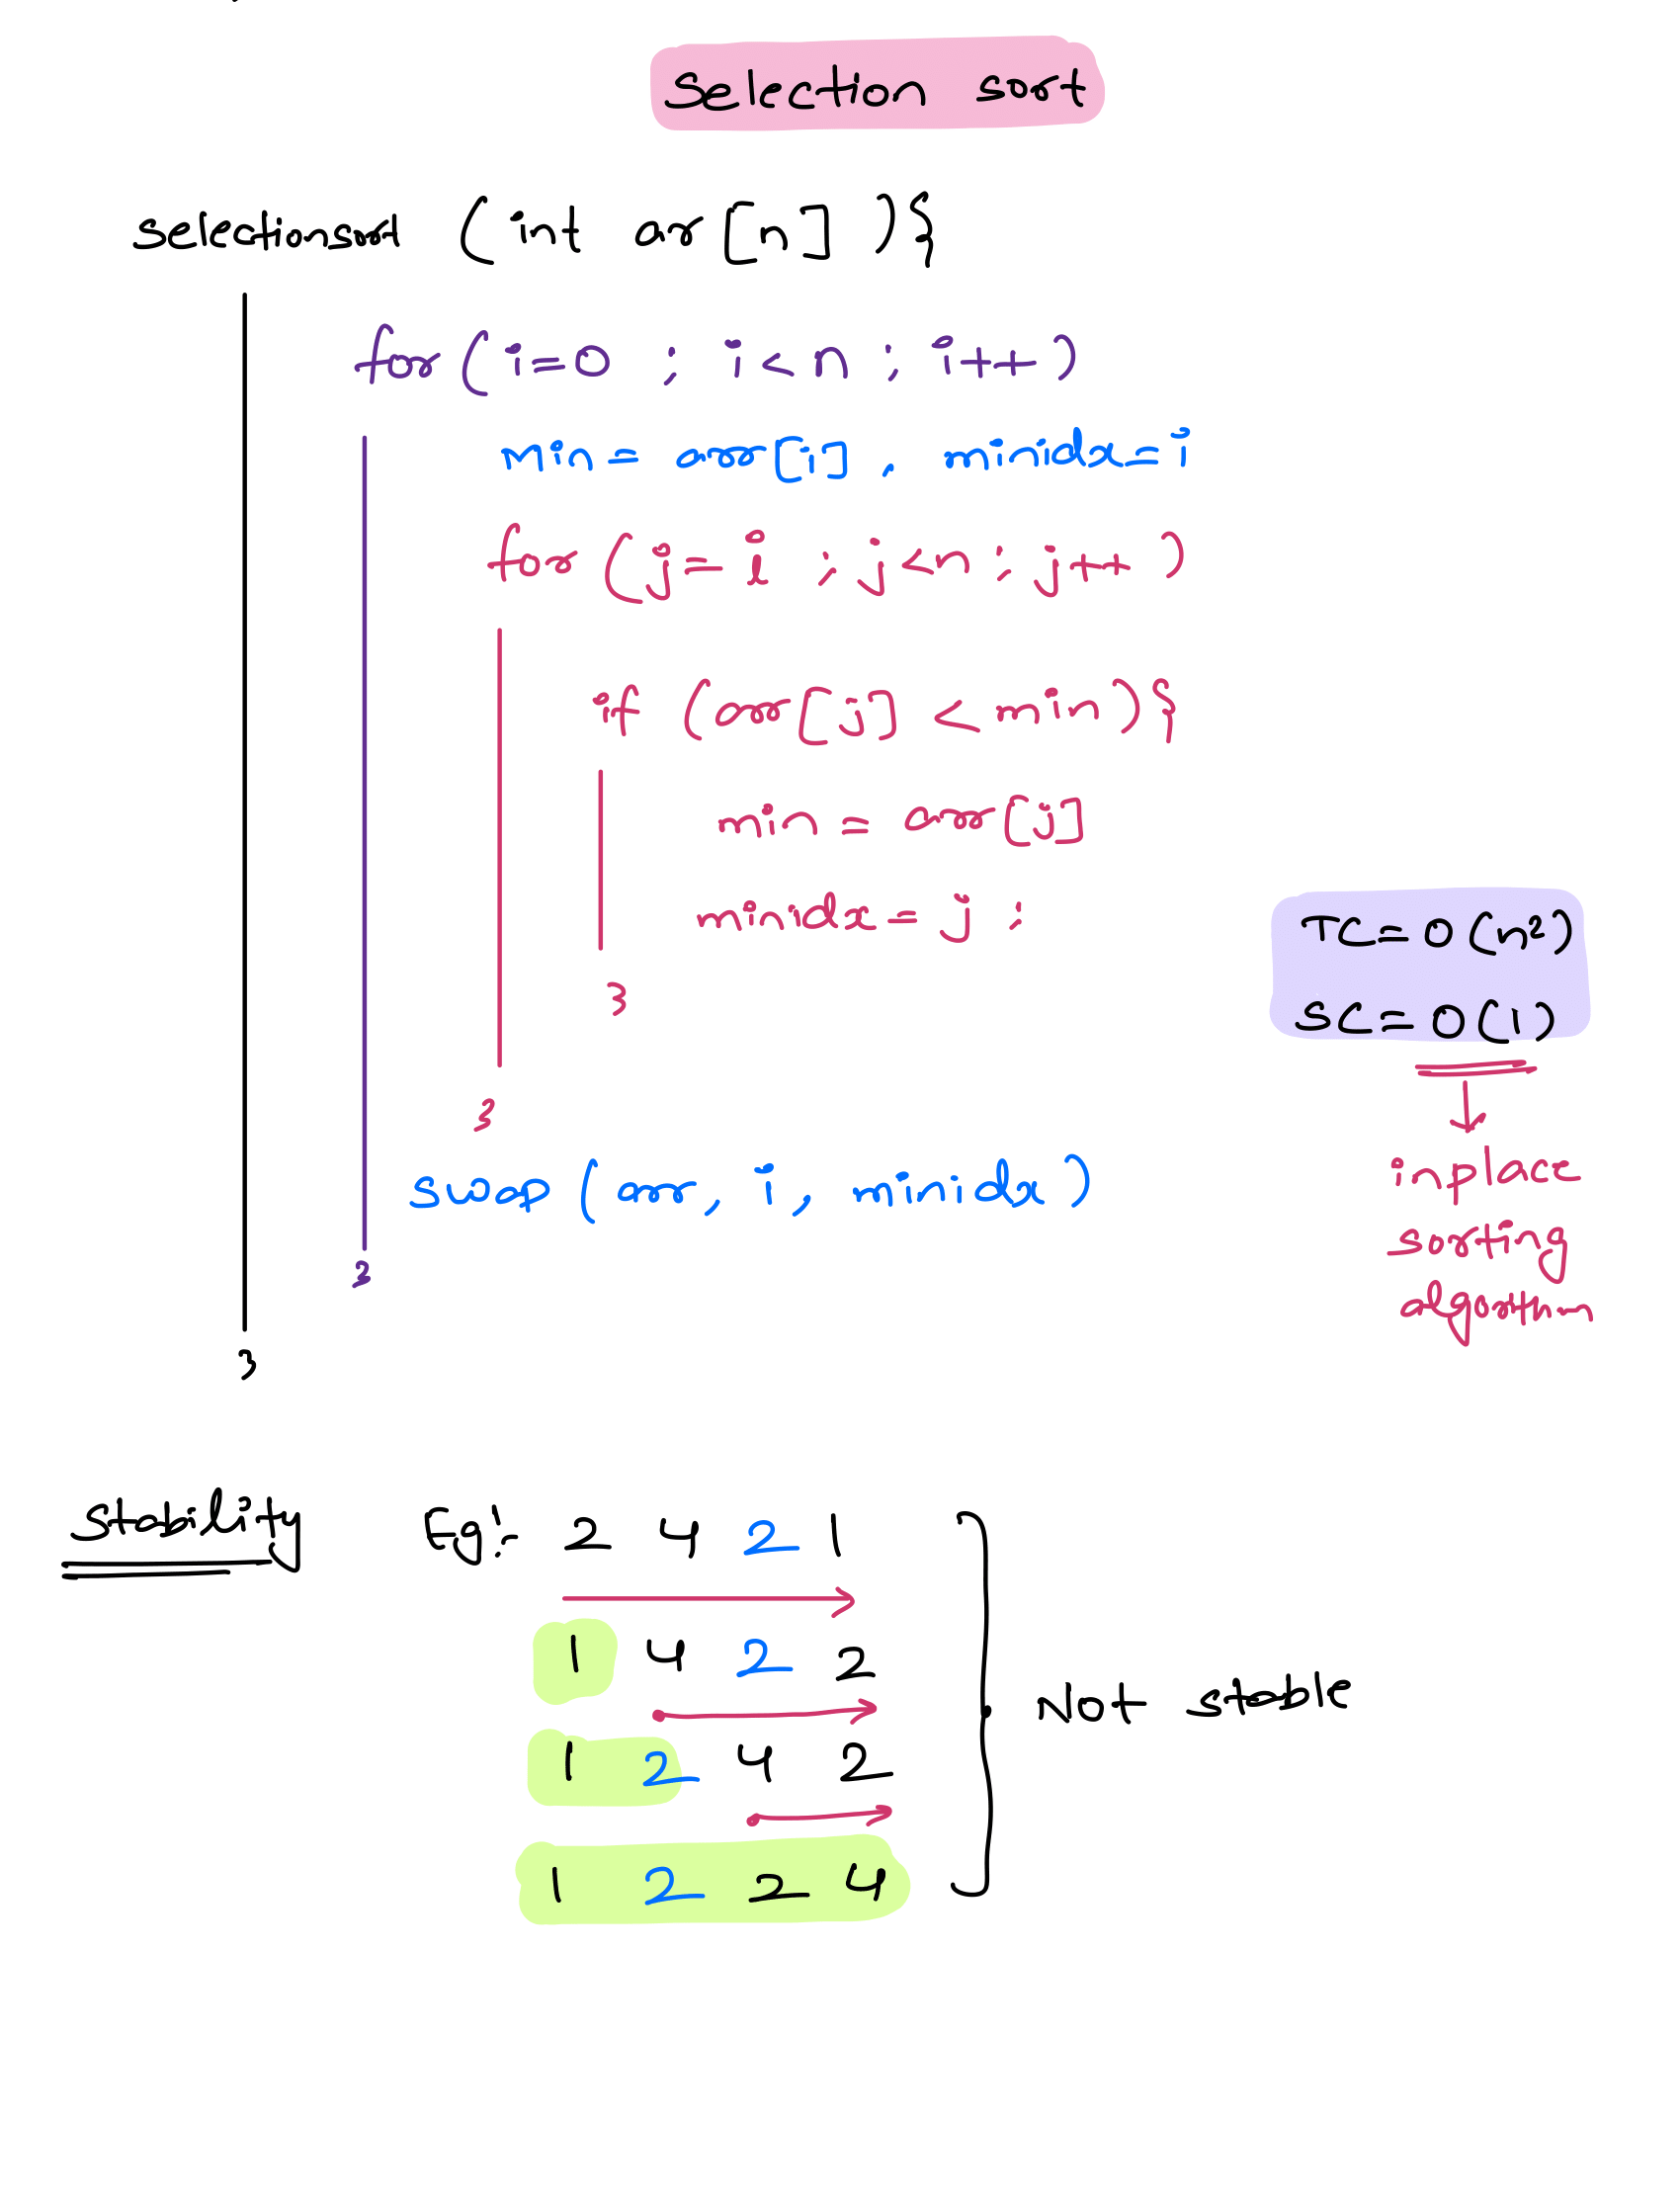 Selection sort
selectionsort (int ar[n] ){
for( i=0 ; i<n ; i++ )
min = arr[i] , minidx=i
for (j= i ; j<n ; j++ )
if (arr[j] < min){
min = arr[j]
minidx = j ;
}
}
swap (arr, i, minidx)
}
}
TC=O(n²)
SC=O(1)
inplace
sorting
algorithm
Stability Eg:- 2 4 2 1
1 4 2 2
1 2 4 2
1 2 2 4
Not stable